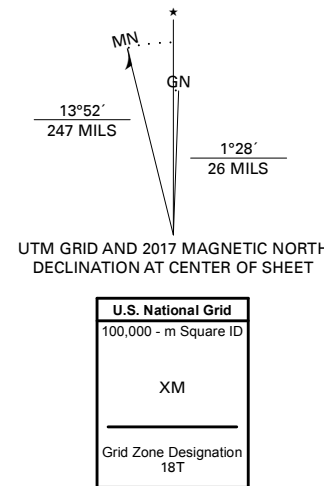 ★
MN
GN
13°52´
247 MILS
1°28´
26 MILS
UTM GRID AND 2017 MAGNETIC NORTH
DECLINATION AT CENTER OF SHEET
U.S. National Grid
100,000 - m Square ID
XM
Grid Zone Designation
18T